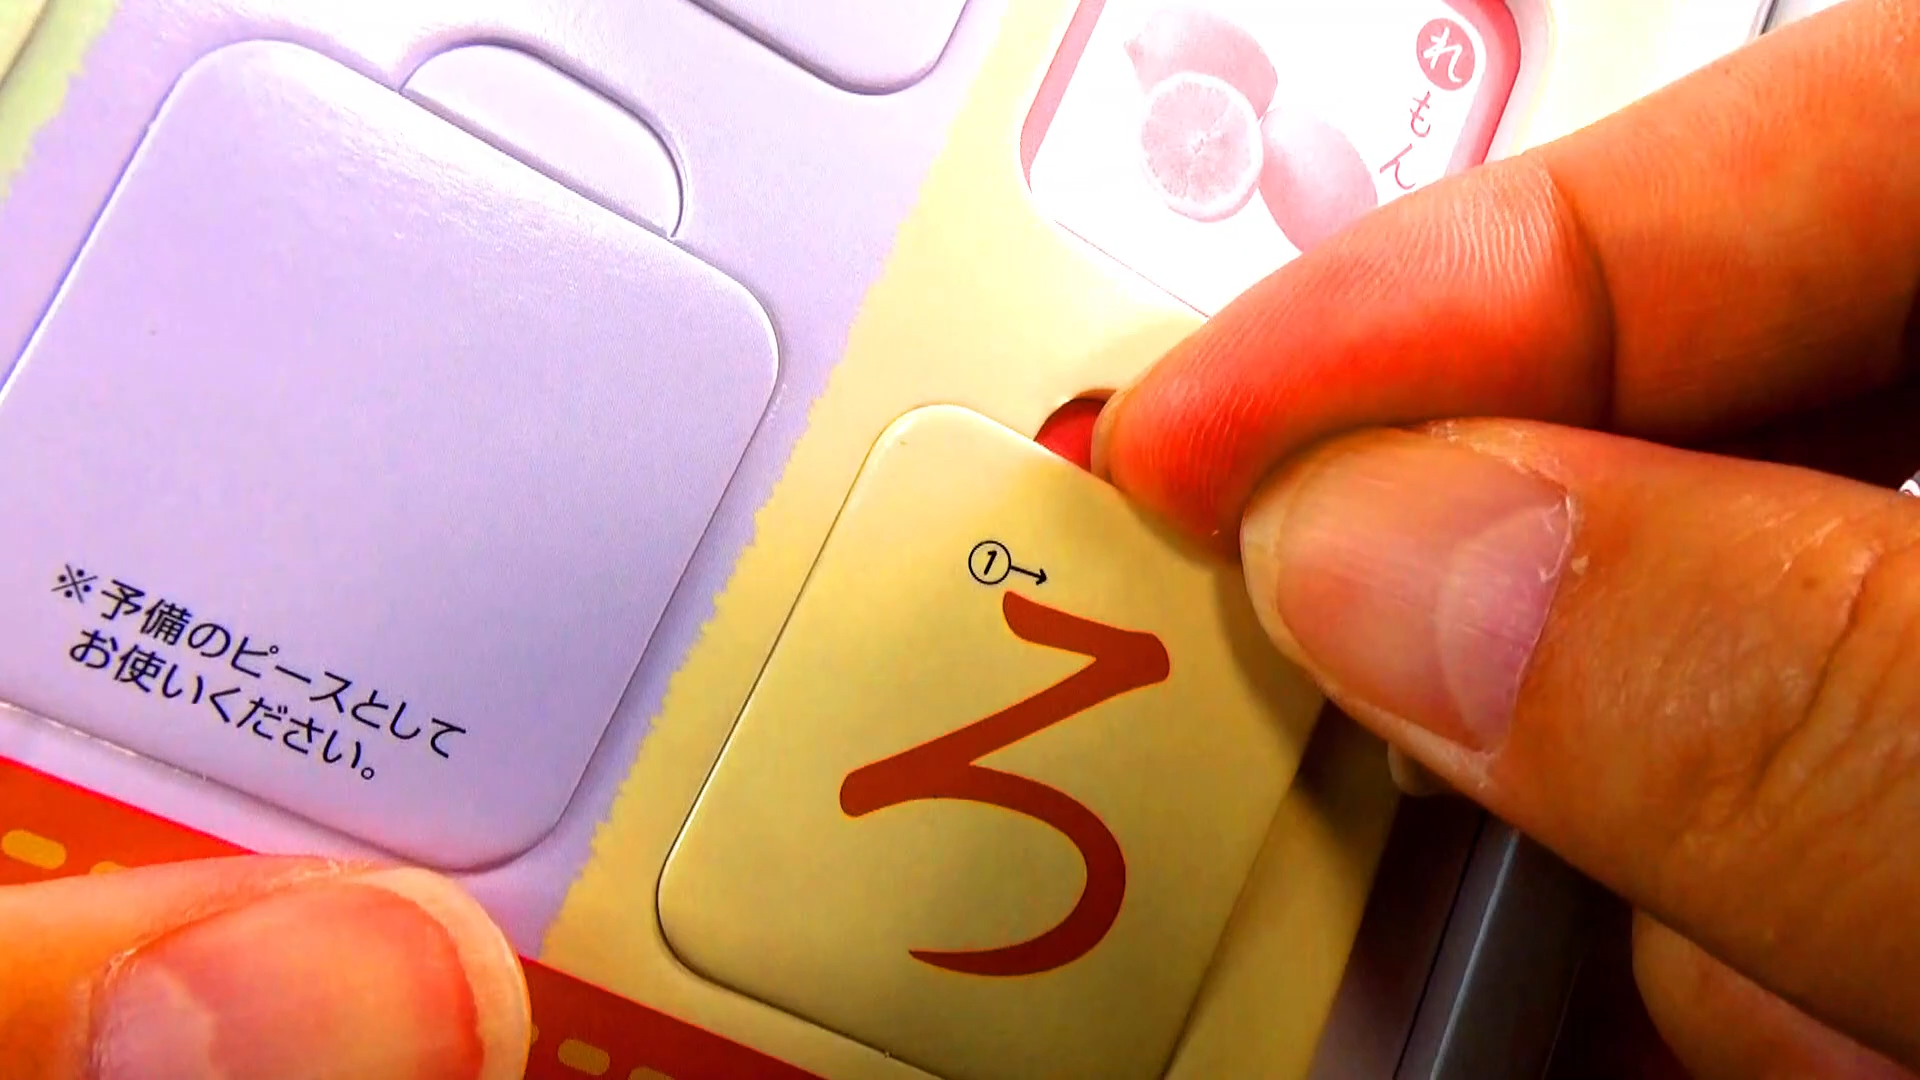 れもん
①→
ろ
※予備のピースとして
お使いください。